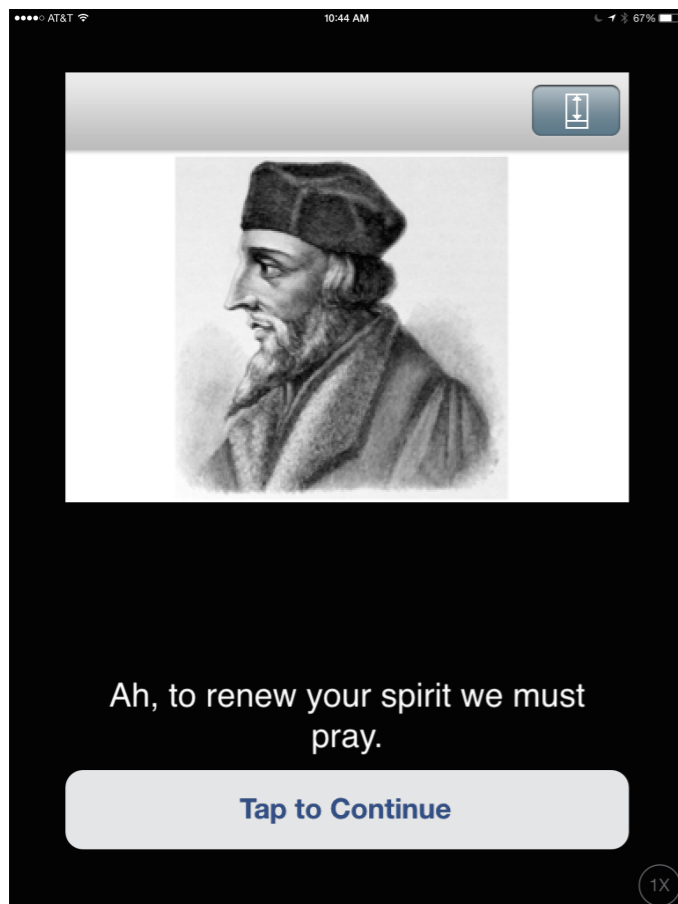 AT&T 10:44 AM 67%
Ah, to renew your spirit we must
pray.
Tap to Continue
1X